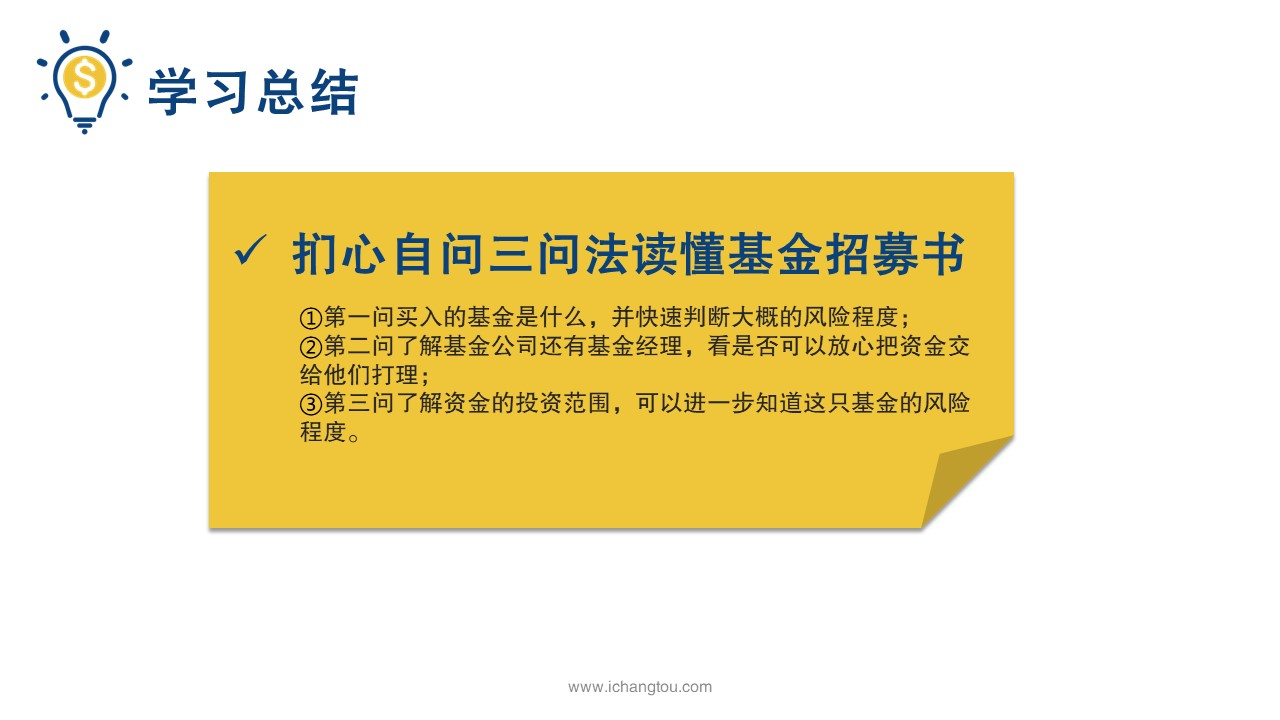 学习总结
✓ 扪心自问三问法读懂基金招募书
①第一问买入的基金是什么，并快速判断大概的风险程度；
②第二问了解基金公司还有基金经理，看是否可以放心把资金交
给他们打理；
③第三问了解资金的投资范围，可以进一步知道这只基金的风险
程度。
www.ichangtou.com